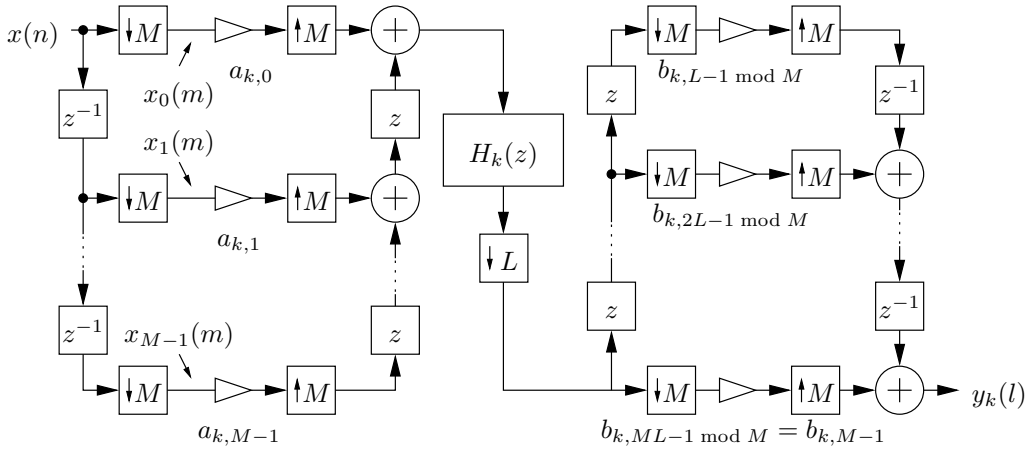 x(n) ↓M a_{k,0} ↑M + ↓M b_{k,L−1 mod M} ↑M
x_0(m)
z^{−1} z z z^{−1}
x_1(m) H_k(z)
↓M a_{k,1} ↑M + ↓M b_{k,2L−1 mod M} ↑M +
↓L
z^{−1} z z z^{−1}
x_{M−1}(m)
↓M a_{k,M−1} ↑M ↓M b_{k,ML−1 mod M} = b_{k,M−1} ↑M + y_k(l)